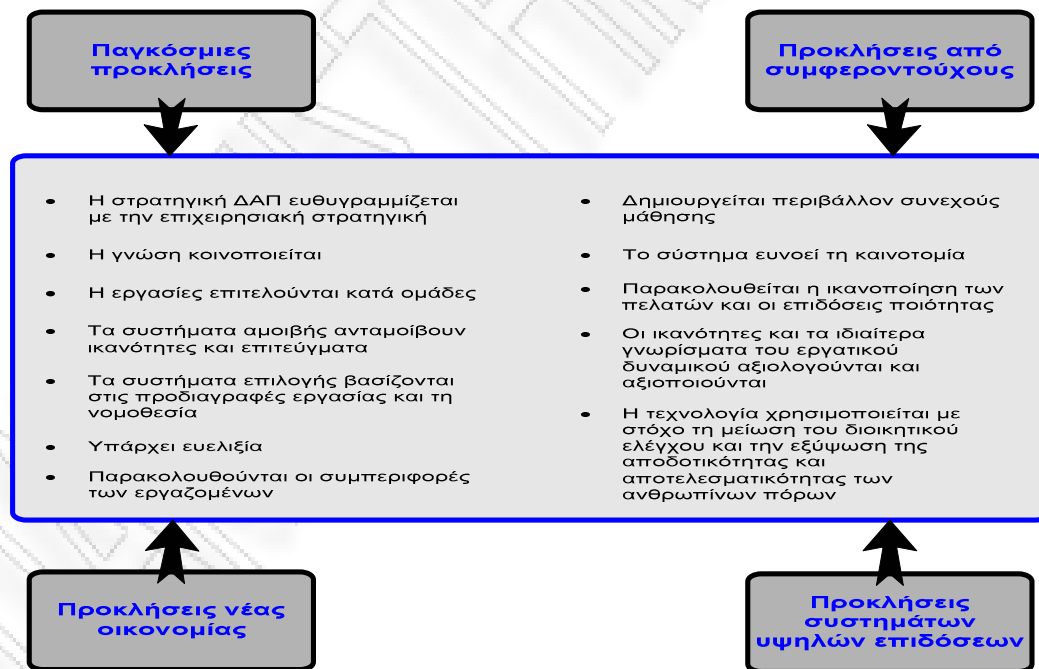 Παγκόσμιες
προκλήσεις
Προκλήσεις από
συμφεροντούχους
• Η στρατηγική ΔΑΠ ευθυγραμμίζεται
με την επιχειρησιακή στρατηγική
• Η γνώση κοινοποιείται
• Η εργασίες επιτελούνται κατά ομάδες
• Τα συστήματα αμοιβής ανταμοίβουν
ικανότητες και επιτεύγματα
• Τα συστήματα επιλογής βασίζονται
στις προδιαγραφές εργασίας και τη
νομοθεσία
• Υπάρχει ευελιξία
• Παρακολουθούνται οι συμπεριφορές
των εργαζομένων
• Δημιουργείται περιβάλλον συνεχούς
μάθησης
• Το σύστημα ευνοεί τη καινοτομία
• Παρακολουθείται η ικανοποίηση των
πελατών και οι επιδόσεις ποιότητας
• Οι ικανότητες και τα ιδιαίτερα
γνωρίσματα του εργατικού
δυναμικού αξιολογούνται και
αξιοποιούνται
• Η τεχνολογία χρησιμοποιείται με
στόχο τη μείωση του διοικητικού
ελέγχου και την εξύψωση της
αποδοτικότητας και
αποτελεσματικότητας των
ανθρωπίνων πόρων
Προκλήσεις νέας
οικονομίας
Προκλήσεις
συστημάτων
υψηλών επιδόσεων